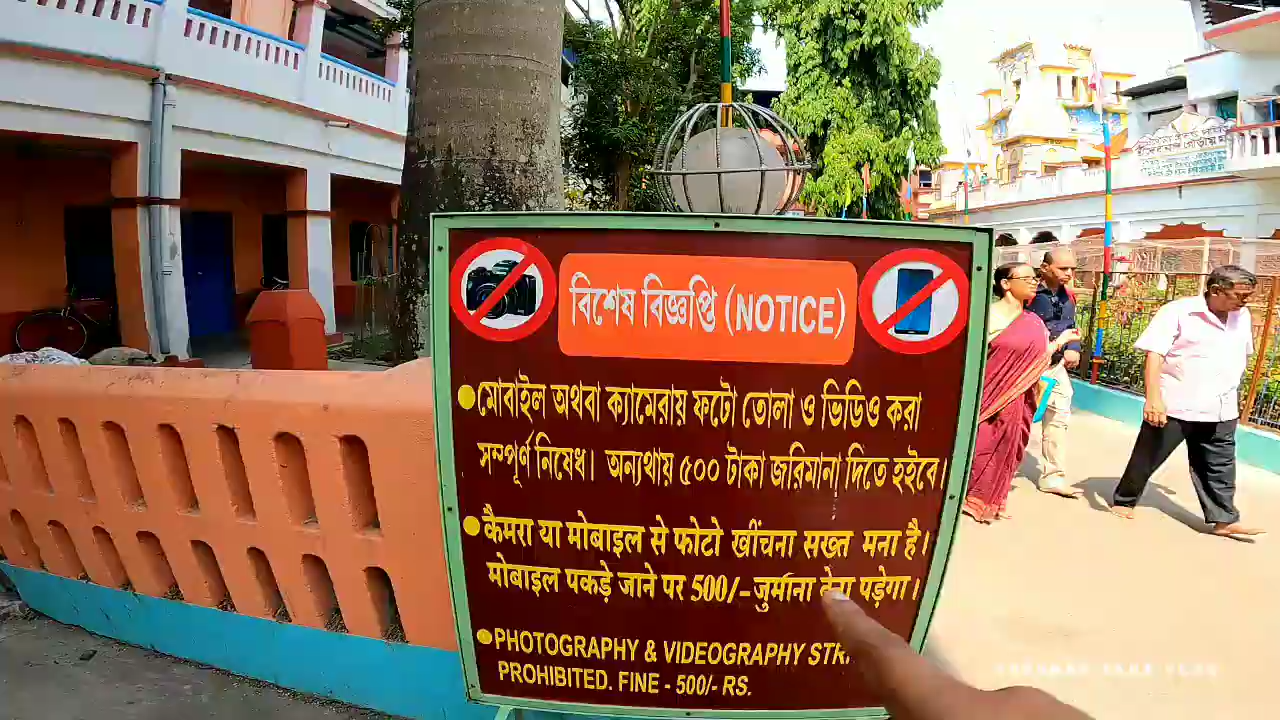 বিশেষ বিজ্ঞপ্তি (NOTICE)
মোবাইল অথবা ক্যামেরায় ফটো তোলা ও ভিডিও করা
সম্পূর্ণ নিষেধ। অন্যথায় ৫০০ টাকা জরিমানা দিতে হইবে।
कैमरा या मोबाइल से फोटो खींचना सख्त मना है।
मोबाइल पकड़े जाने पर 500/- जुर्माना देना पड़ेगा।
PHOTOGRAPHY & VIDEOGRAPHY
PROHIBITED. FINE - 500/- RS.